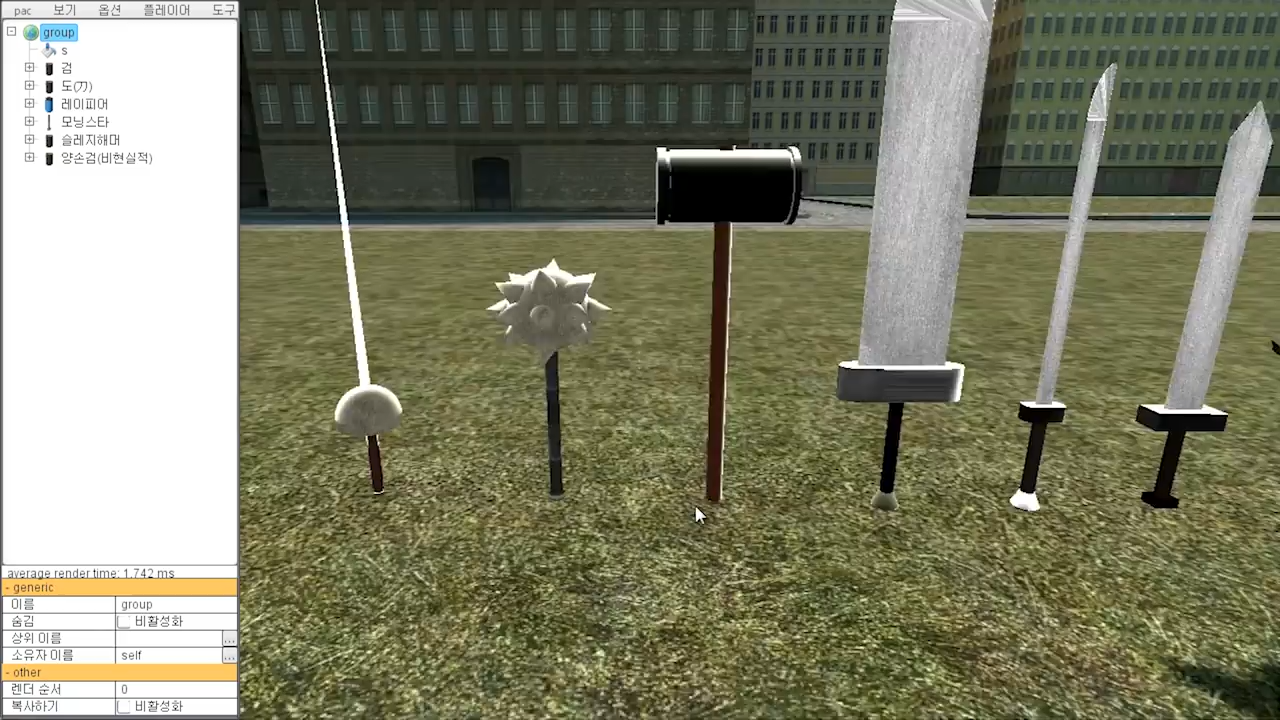 pac 보기 옵션 플레이어 도구
group
s
검
도(刀)
레이피어
모닝스타
슬레지해머
양손검(비현실적)
average render time: 1.742 ms
- generic
이름 group
숨김 비활성화
상위 이름 ...
소유자 이름 self ...
- other
렌더 순서 0
복사하기 비활성화